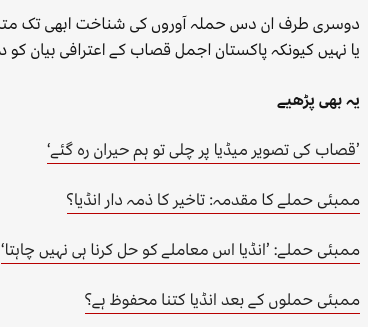 دوسری طرف ان دس حملہ آوروں کی شناخت ابھی تک
یا نہیں کیونکہ پاکستان اجمل قصاب کے اعترافی بیان کو
یہ بھی پڑھیے
’قصاب کی تصویر میڈیا پر چلی تو ہم حیران رہ گئے‘
ممبئی حملے کا مقدمہ: تاخیر کا ذمہ دار انڈیا؟
ممبئی حملے: ’انڈیا اس معاملے کو حل کرنا ہی نہیں چاہتا‘
ممبئی حملوں کے بعد انڈیا کتنا محفوظ ہے؟